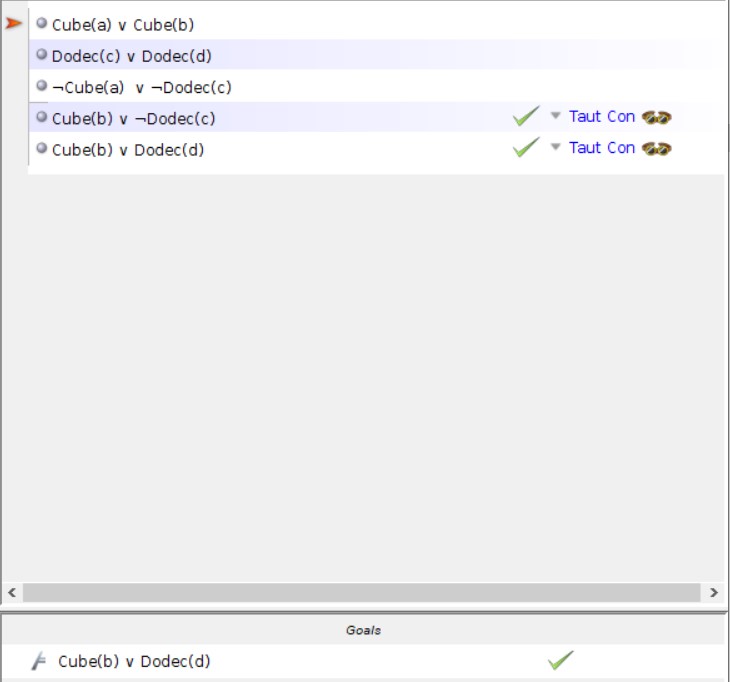 Cube(a) ∨ Cube(b)
Dodec(c) ∨ Dodec(d)
¬Cube(a) ∨ ¬Dodec(c)
Cube(b) ∨ ¬Dodec(c) Taut Con
Cube(b) ∨ Dodec(d) Taut Con
Goals
Cube(b) ∨ Dodec(d)